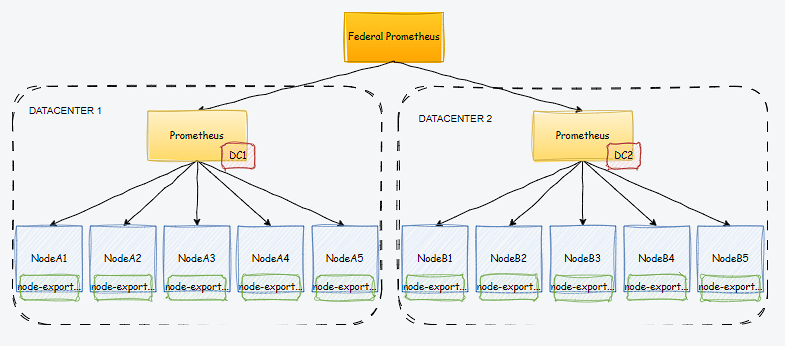 Federal Prometheus
DATACENTER 1
Prometheus
DC1
DATACENTER 2
Prometheus
DC2
NodeA1
NodeA2
NodeA3
NodeA4
NodeA5
node-export...
node-export...
node-export...
node-export...
node-export...
NodeB1
NodeB2
NodeB3
NodeB4
NodeB5
node-export...
node-export...
node-export...
node-export...
node-export...